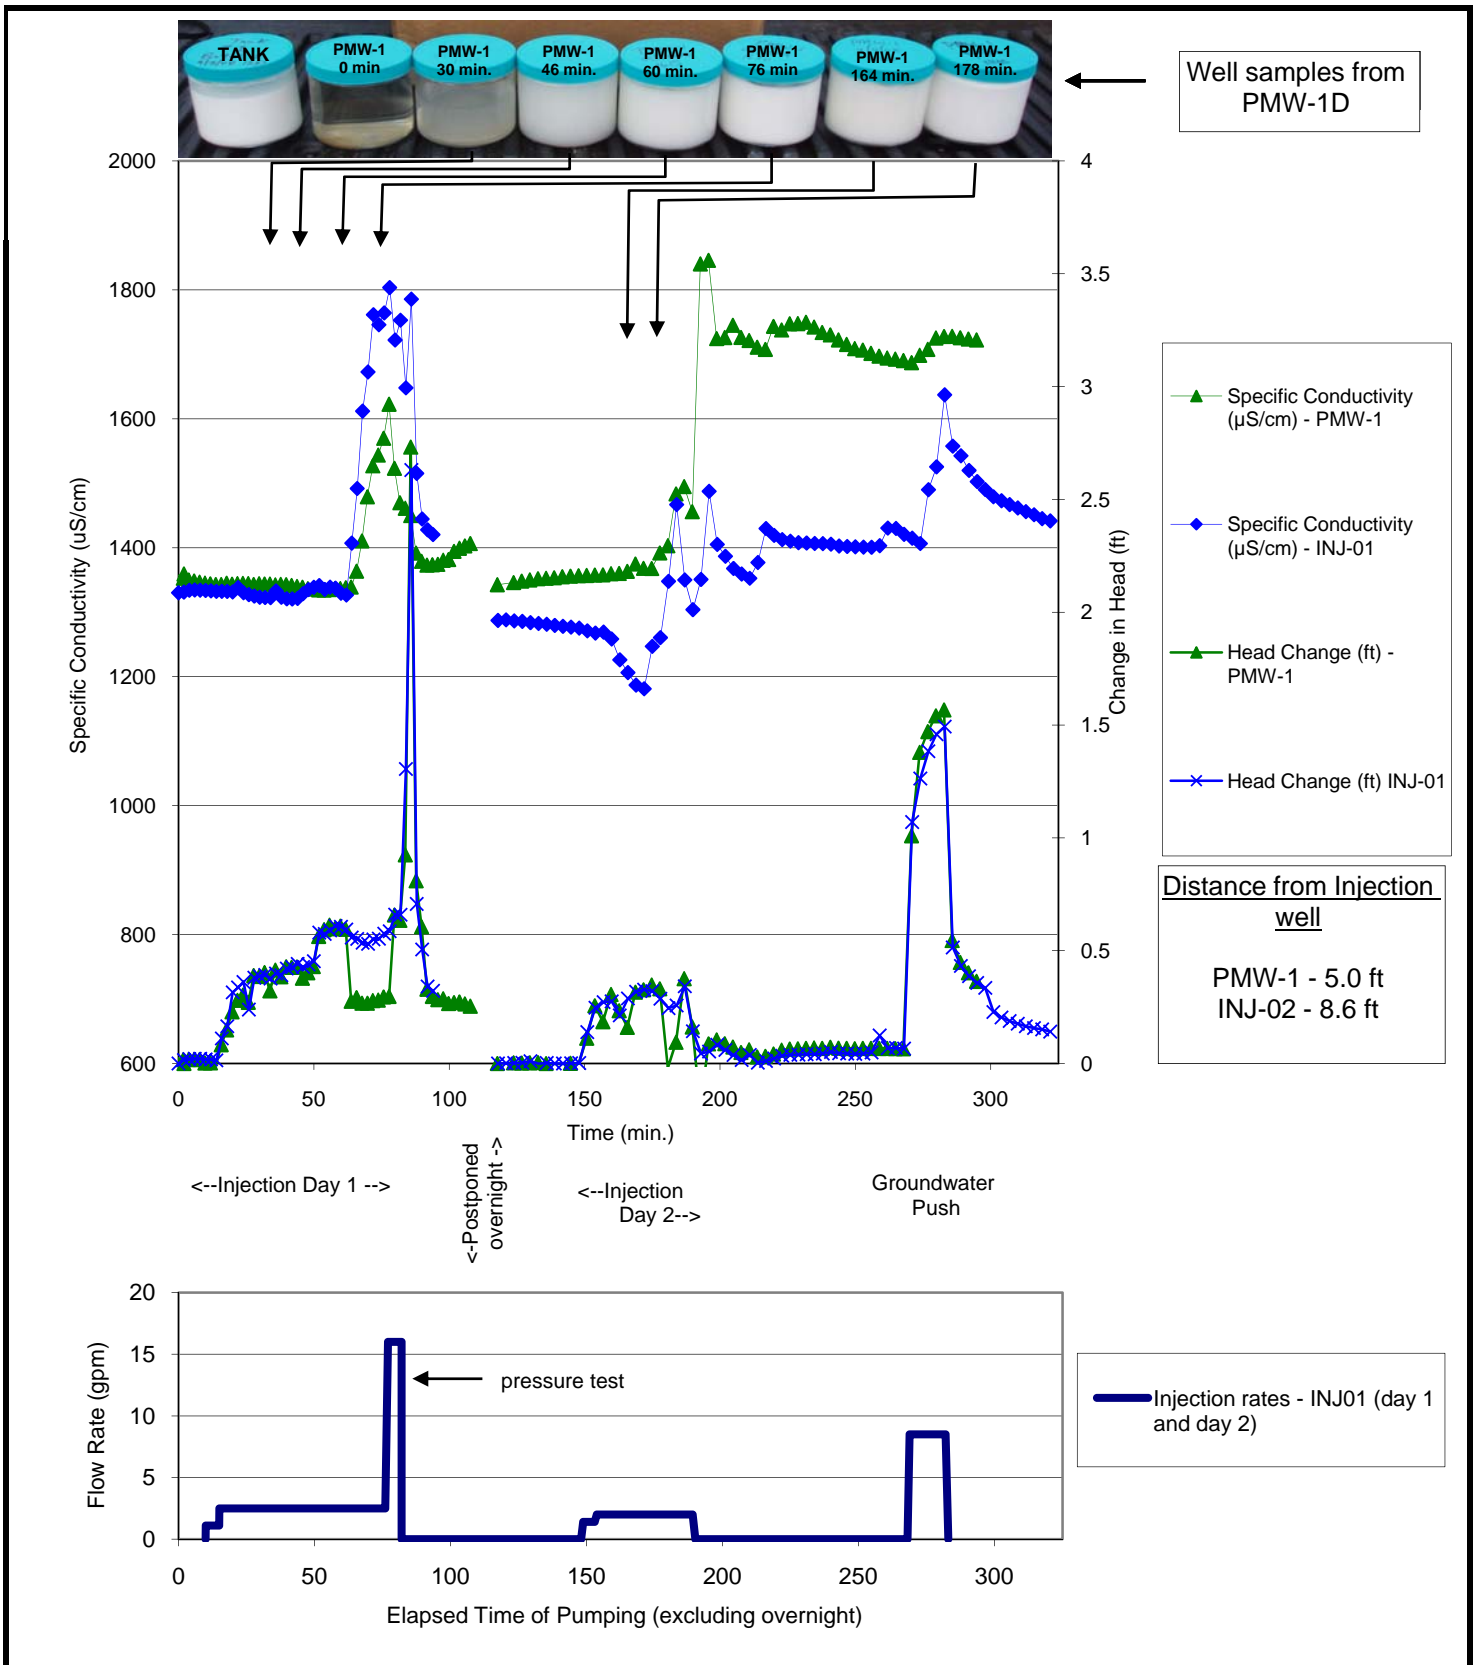 TANK
PMW-1
0 min
PMW-1
30 min.
PMW-1
46 min.
PMW-1
60 min.
PMW-1
76 min
PMW-1
164 min.
PMW-1
178 min.
Well samples from
PMW-1D
2000
1800
1600
1400
1200
1000
800
600
Specific Conductivity (uS/cm)
4
3.5
3
2.5
2
1.5
1
0.5
0
Change in Head (ft)
0
50
100
150
200
250
300
Time (min.)
Specific Conductivity
(µS/cm) - PMW-1
Specific Conductivity
(µS/cm) - INJ-01
Head Change (ft) -
PMW-1
Head Change (ft) INJ-01
Distance from Injection
well
PMW-1 - 5.0 ft
INJ-02 - 8.6 ft
<--Injection Day 1 -->
<-Postponed
overnight ->
<--Injection
Day 2-->
Groundwater
Push
20
15
10
5
0
Flow Rate (gpm)
pressure test
Injection rates - INJ01 (day 1
and day 2)
0
50
100
150
200
250
300
Elapsed Time of Pumping (excluding overnight)